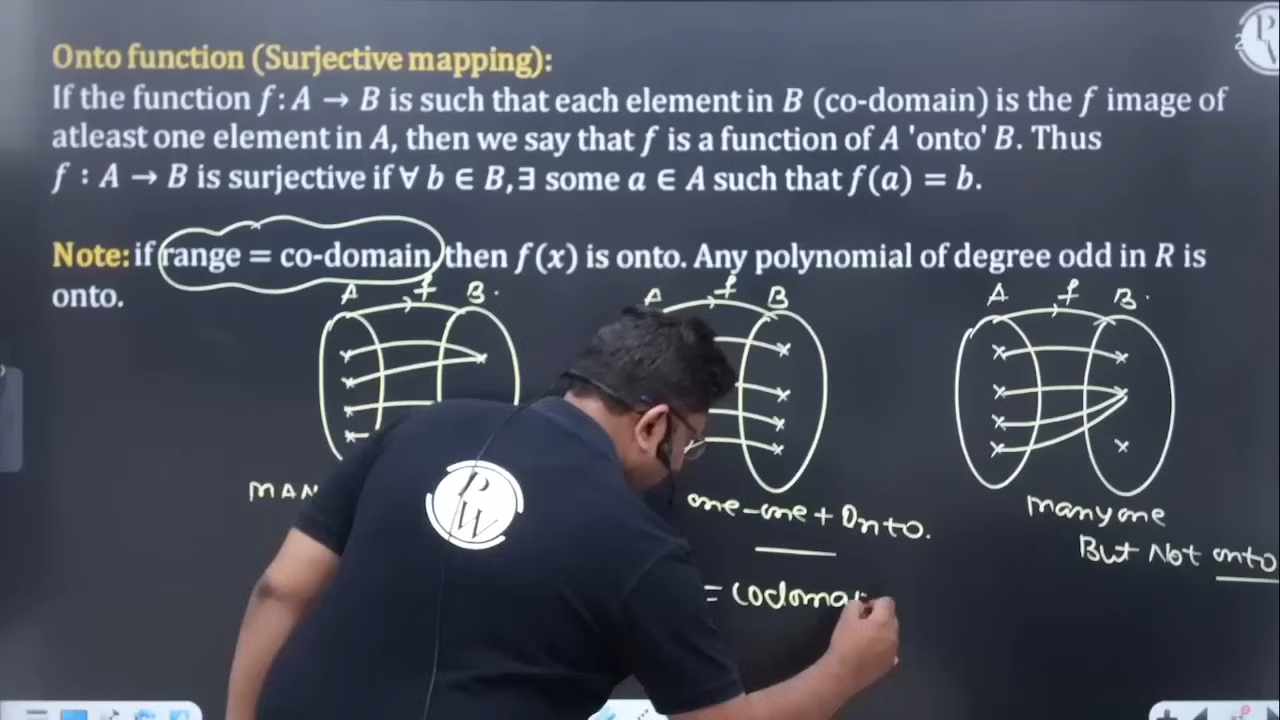 Onto function (Surjective mapping):
If the function f: A → B is such that each element in B (co-domain) is the f image of
atleast one element in A, then we say that f is a function of A 'onto' B. Thus
f : A → B is surjective if ∀ b ∈ B,∃ some a ∈ A such that f(a) = b.
Note: if range = co-domain, then f(x) is onto. Any polynomial of degree odd in R is
onto.
A f B A f B A f B
MAN
one-one + Onto.
many one
But Not onto
= codoma
P
W
P
W